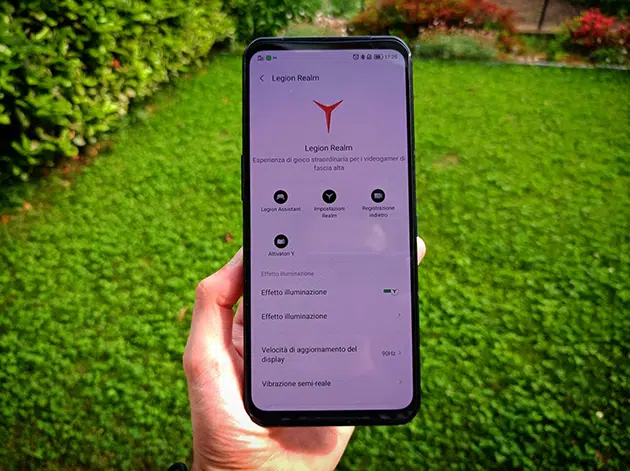 17:25
Legion Realm
Legion Realm
Esperienza di gioco straordinaria per i videogamer di
fascia alta
Legion Assistant
Impostazioni
Realm
Registrazione
indietro
Attivatori Y
Effetto illuminazione
Effetto illuminazione
Effetto illuminazione
Velocità di aggiornamento del
display
90Hz
Vibrazione semi-reale